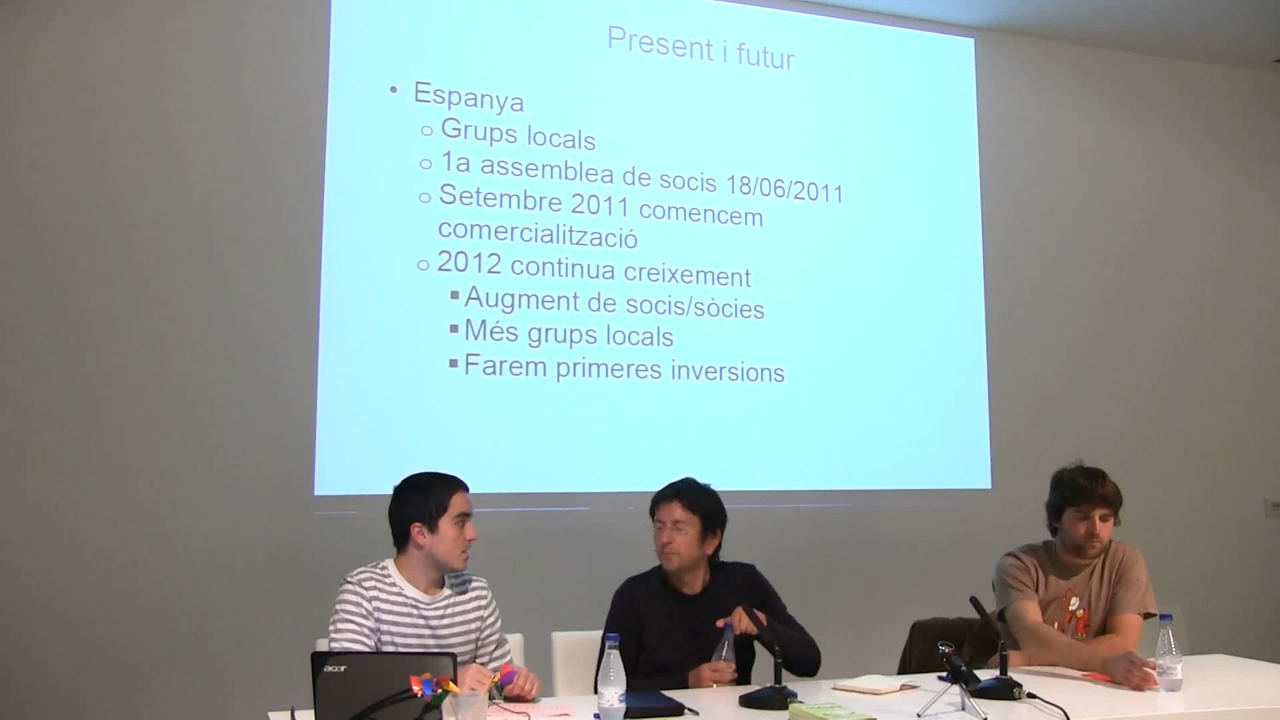 Present i futur
• Espanya
o Grups locals
o 1a assemblea de socis 18/06/2011
o Setembre 2011 comencem
comercialització
o 2012 continua creixement
▪ Augment de socis/sòcies
▪ Més grups locals
▪ Farem primeres inversions
acer